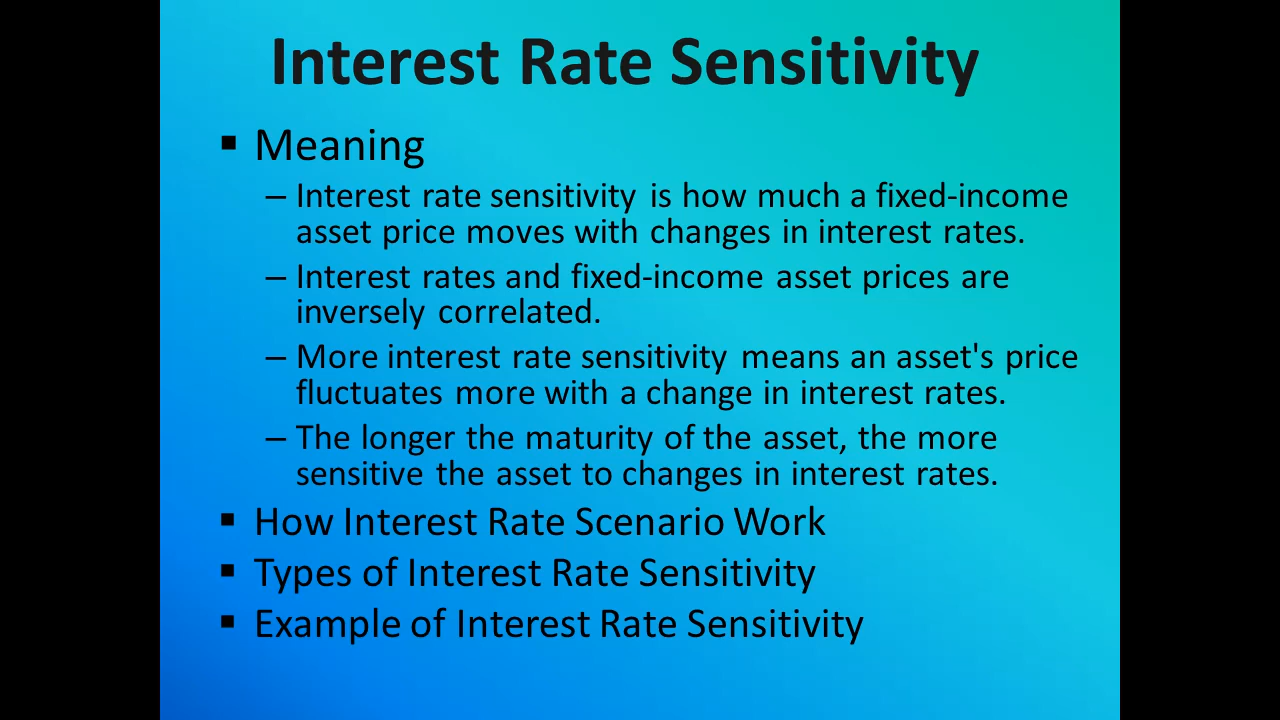 Interest Rate Sensitivity
▪ Meaning
– Interest rate sensitivity is how much a fixed-income
asset price moves with changes in interest rates.
– Interest rates and fixed-income asset prices are
inversely correlated.
– More interest rate sensitivity means an asset's price
fluctuates more with a change in interest rates.
– The longer the maturity of the asset, the more
sensitive the asset to changes in interest rates.
▪ How Interest Rate Scenario Work
▪ Types of Interest Rate Sensitivity
▪ Example of Interest Rate Sensitivity